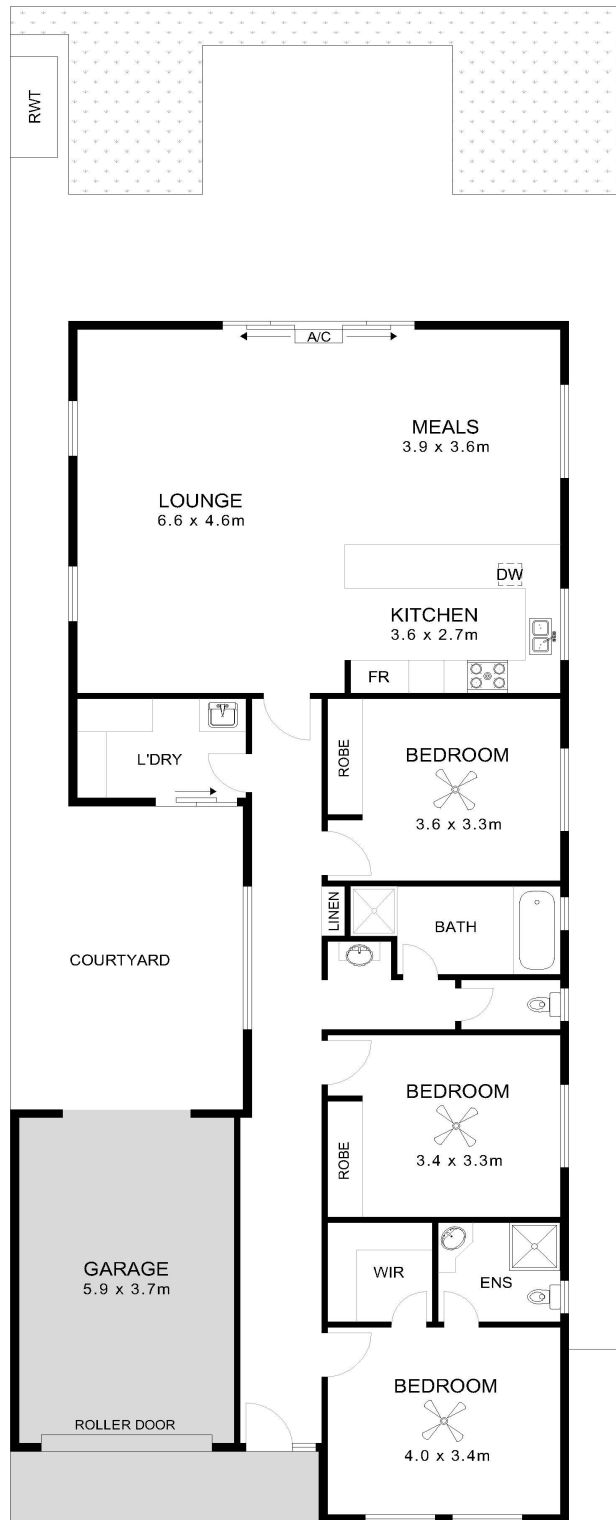 RWT
A/C
MEALS
3.9 x 3.6m
LOUNGE
6.6 x 4.6m
DW
KITCHEN
3.6 x 2.7m
FR
L'DRY
ROBE
BEDROOM
3.6 x 3.3m
LINEN
BATH
COURTYARD
BEDROOM
3.4 x 3.3m
ROBE
GARAGE
5.9 x 3.7m
WIR
ENS
BEDROOM
4.0 x 3.4m
ROLLER DOOR